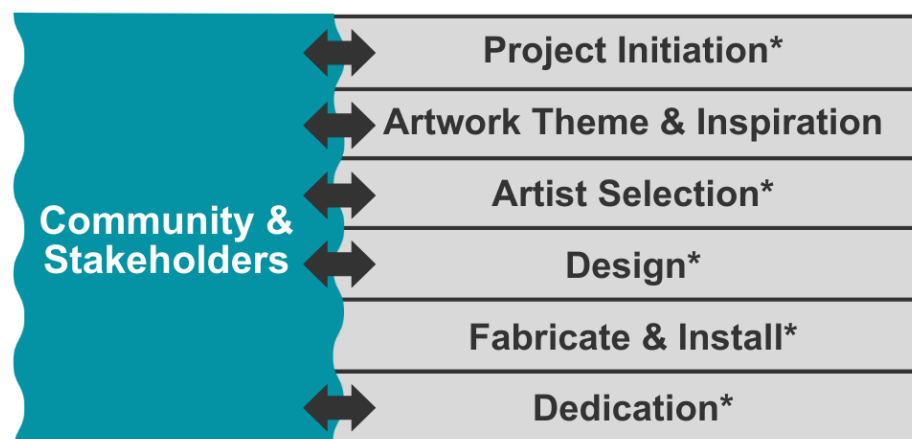 Project Initiation*
Artwork Theme & Inspiration
Artist Selection*
Community &
Stakeholders
Design*
Fabricate & Install*
Dedication*